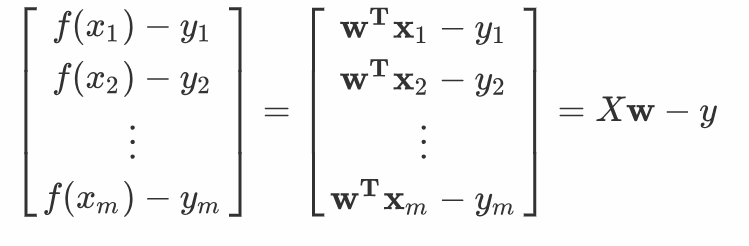 [ f(x₁) − y₁ ] [ 𝐰ᵀ𝐱₁ − y₁ ]
[ f(x₂) − y₂ ] [ 𝐰ᵀ𝐱₂ − y₂ ]
[ ⋮ ] = [ ⋮ ] = X𝐰 − y
[ f(xₘ) − yₘ ] [ 𝐰ᵀ𝐱ₘ − yₘ ]